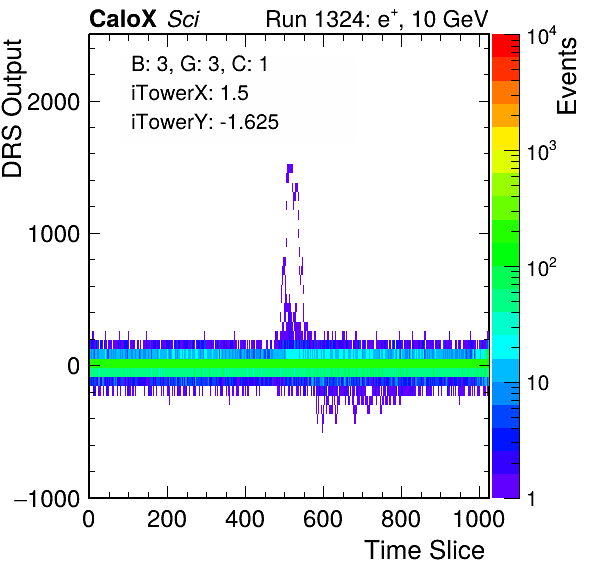 CaloX Sci Run 1324: e⁺, 10 GeV
B: 3, G: 3, C: 1
iTowerX: 1.5
iTowerY: -1.625
DRS Output
2000
1000
0
−1000
0 200 400 600 800 1000
Time Slice
Events
10⁴
10³
10²
10
1